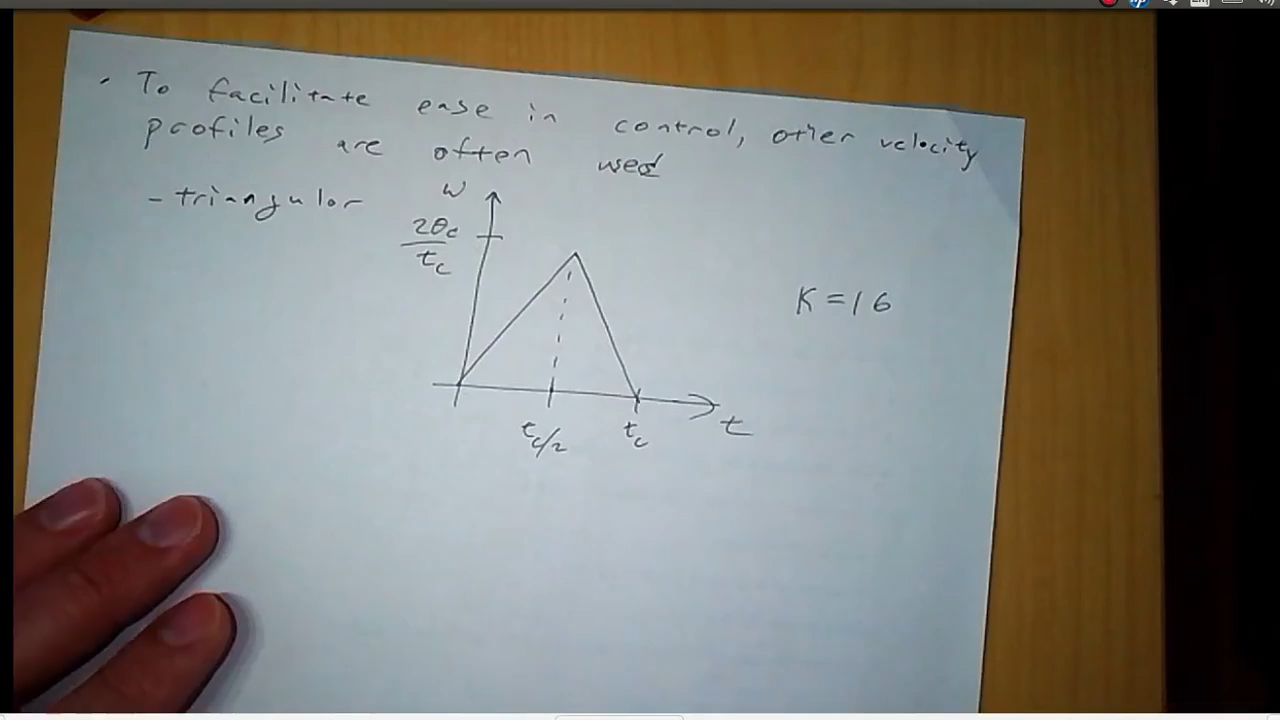 · To facilitate ease in control, other velocity
profiles are often used
- triangular
ω
2θc
tc
K = 16
tc/2
tc
t